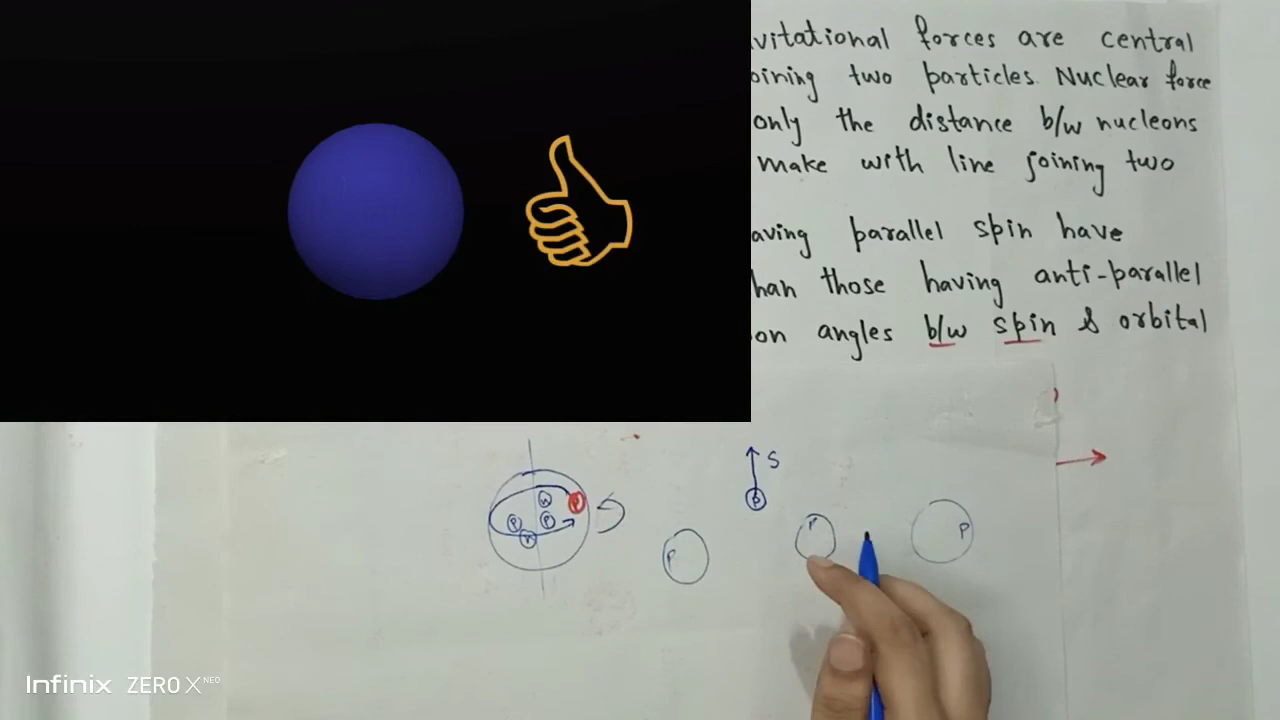 vitational forces are central
oining two particles. Nuclear force
only the distance b/w nucleons
make with line joining two
aving parallel spin have
han those having anti-parallel
on angles b/w spin & orbital
S
P
N
P
P
P
N
P
P
P
Infinix ZERO X NEO